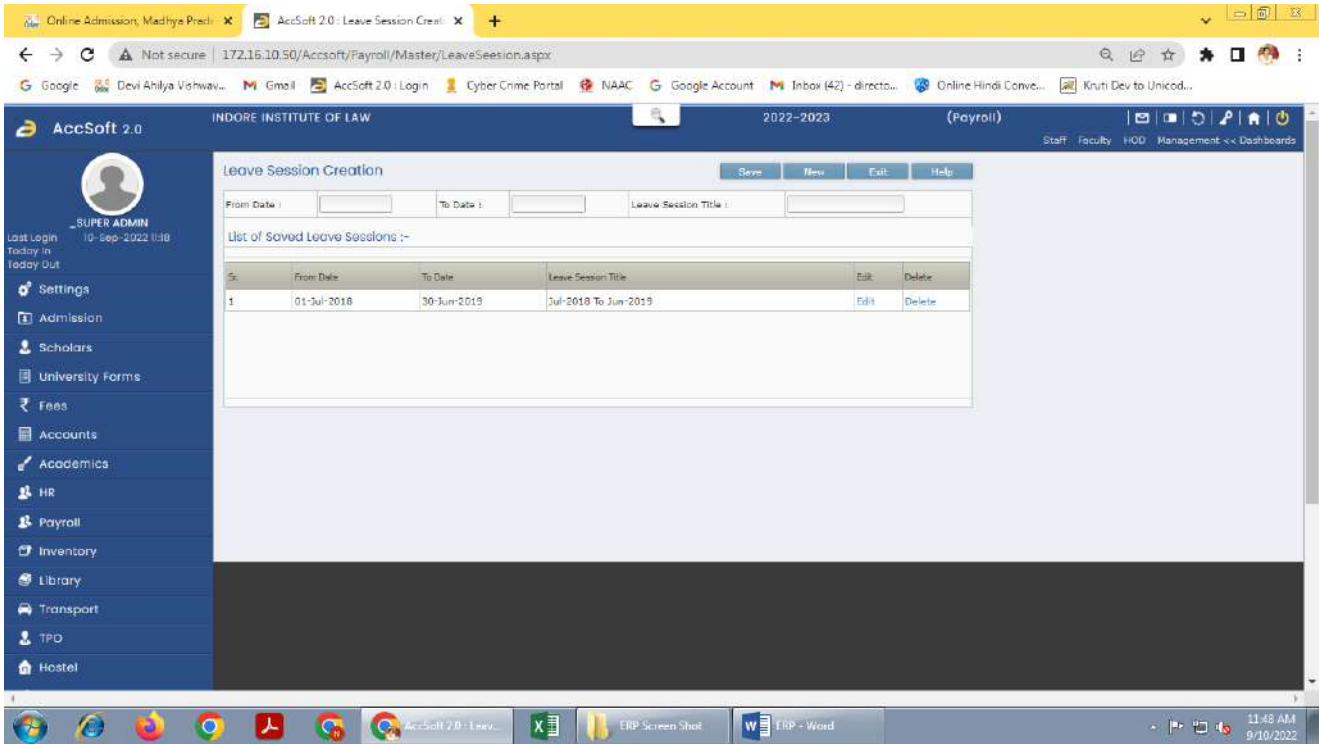 Online Admission, Madhya Prade
AccSoft 2.0 : Leave Session Creati
Not secure | 172.16.10.50/Accsoft/Payroll/Master/LeaveSeesion.aspx
Google Devi Ahilya Vishwav... Gmail AccSoft 2.0 : Login Cyber Crime Portal NAAC Google Account Inbox (42) - directo... Online Hindi Conve... Kruti Dev to Unicod...
AccSoft 2.0
INDORE INSTITUTE OF LAW 2022-2023 (Payroll)
Staff Faculty HOD Management << Dashboards
_SUPER ADMIN
Last Login 10-Sep-2022 11:18
Today In
Today Out
Settings
Admission
Scholars
University Forms
Fees
Accounts
Academics
HR
Payroll
Inventory
Library
Transport
TPO
Hostel
Leave Session Creation Save New Exit Help
From Date : To Date : Leave Session Title :
List of Saved Leave Sessions :-
Sr. From Date To Date Leave Session Title Edit Delete
1 01-Jul-2018 30-Jun-2019 Jul-2018 To Jun-2019 Edit Delete
AccSoft 2.0 : Leav... ERP Screen Shot ERP - Word
11:48 AM
9/10/2022